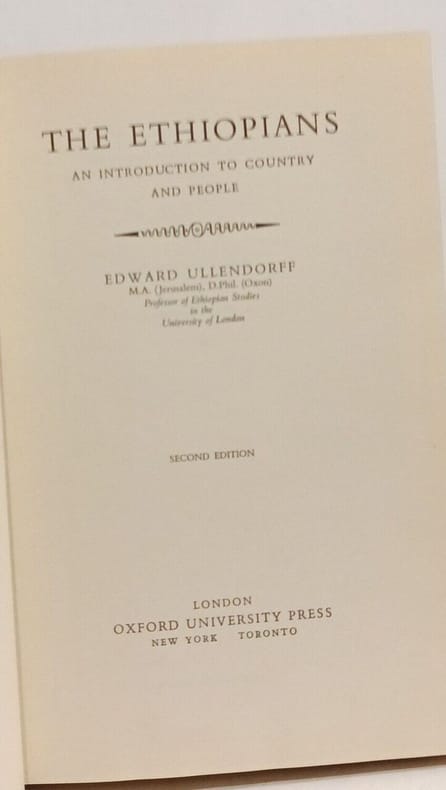 THE ETHIOPIANS
AN INTRODUCTION TO COUNTRY
AND PEOPLE
EDWARD ULLENDORFF
M.A. (Jerusalem), D.Phil. (Oxon)
Professor of Ethiopian Studies
in the
University of London
SECOND EDITION
LONDON
OXFORD UNIVERSITY PRESS
NEW YORK TORONTO